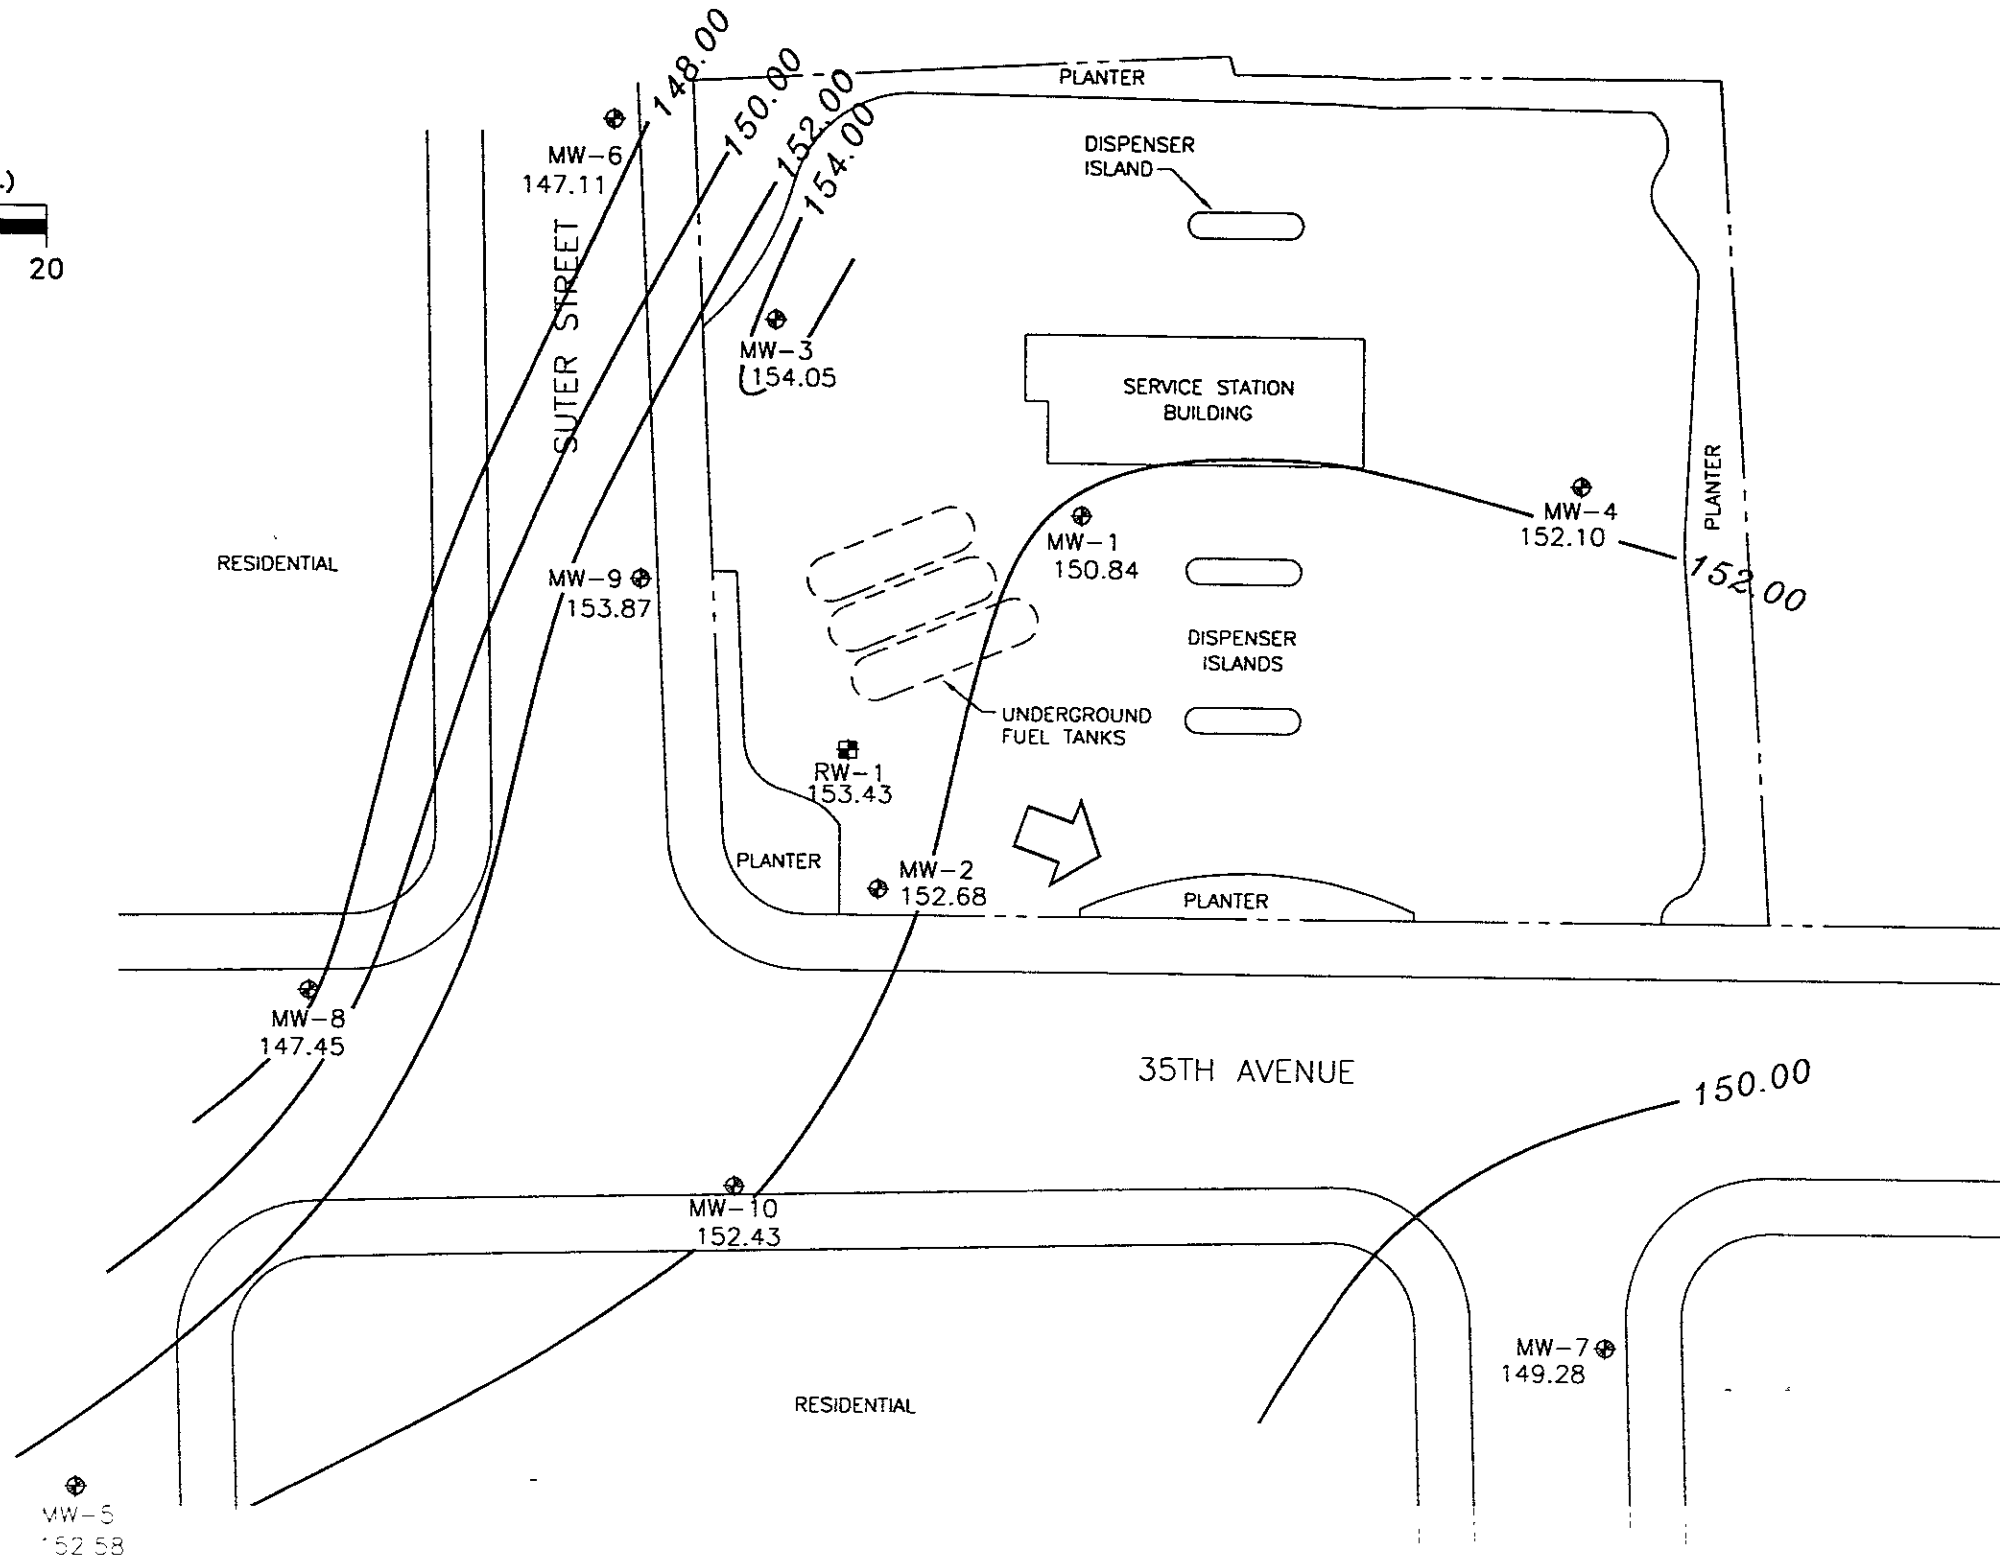 148.00
150.00
152.00
154.00
PLANTER
DISPENSER
ISLAND
MW-6
147.11
.)
20
SUTER STREET
MW-3
154.05
SERVICE STATION
BUILDING
PLANTER
MW-4
152.10
152.00
MW-1
150.84
RESIDENTIAL
MW-9
153.87
DISPENSER
ISLANDS
UNDERGROUND
FUEL TANKS
RW-1
153.43
PLANTER
MW-2
152.68
PLANTER
MW-8
147.45
35TH AVENUE
150.00
MW-10
152.43
MW-7
149.28
RESIDENTIAL
MW-5
152.58